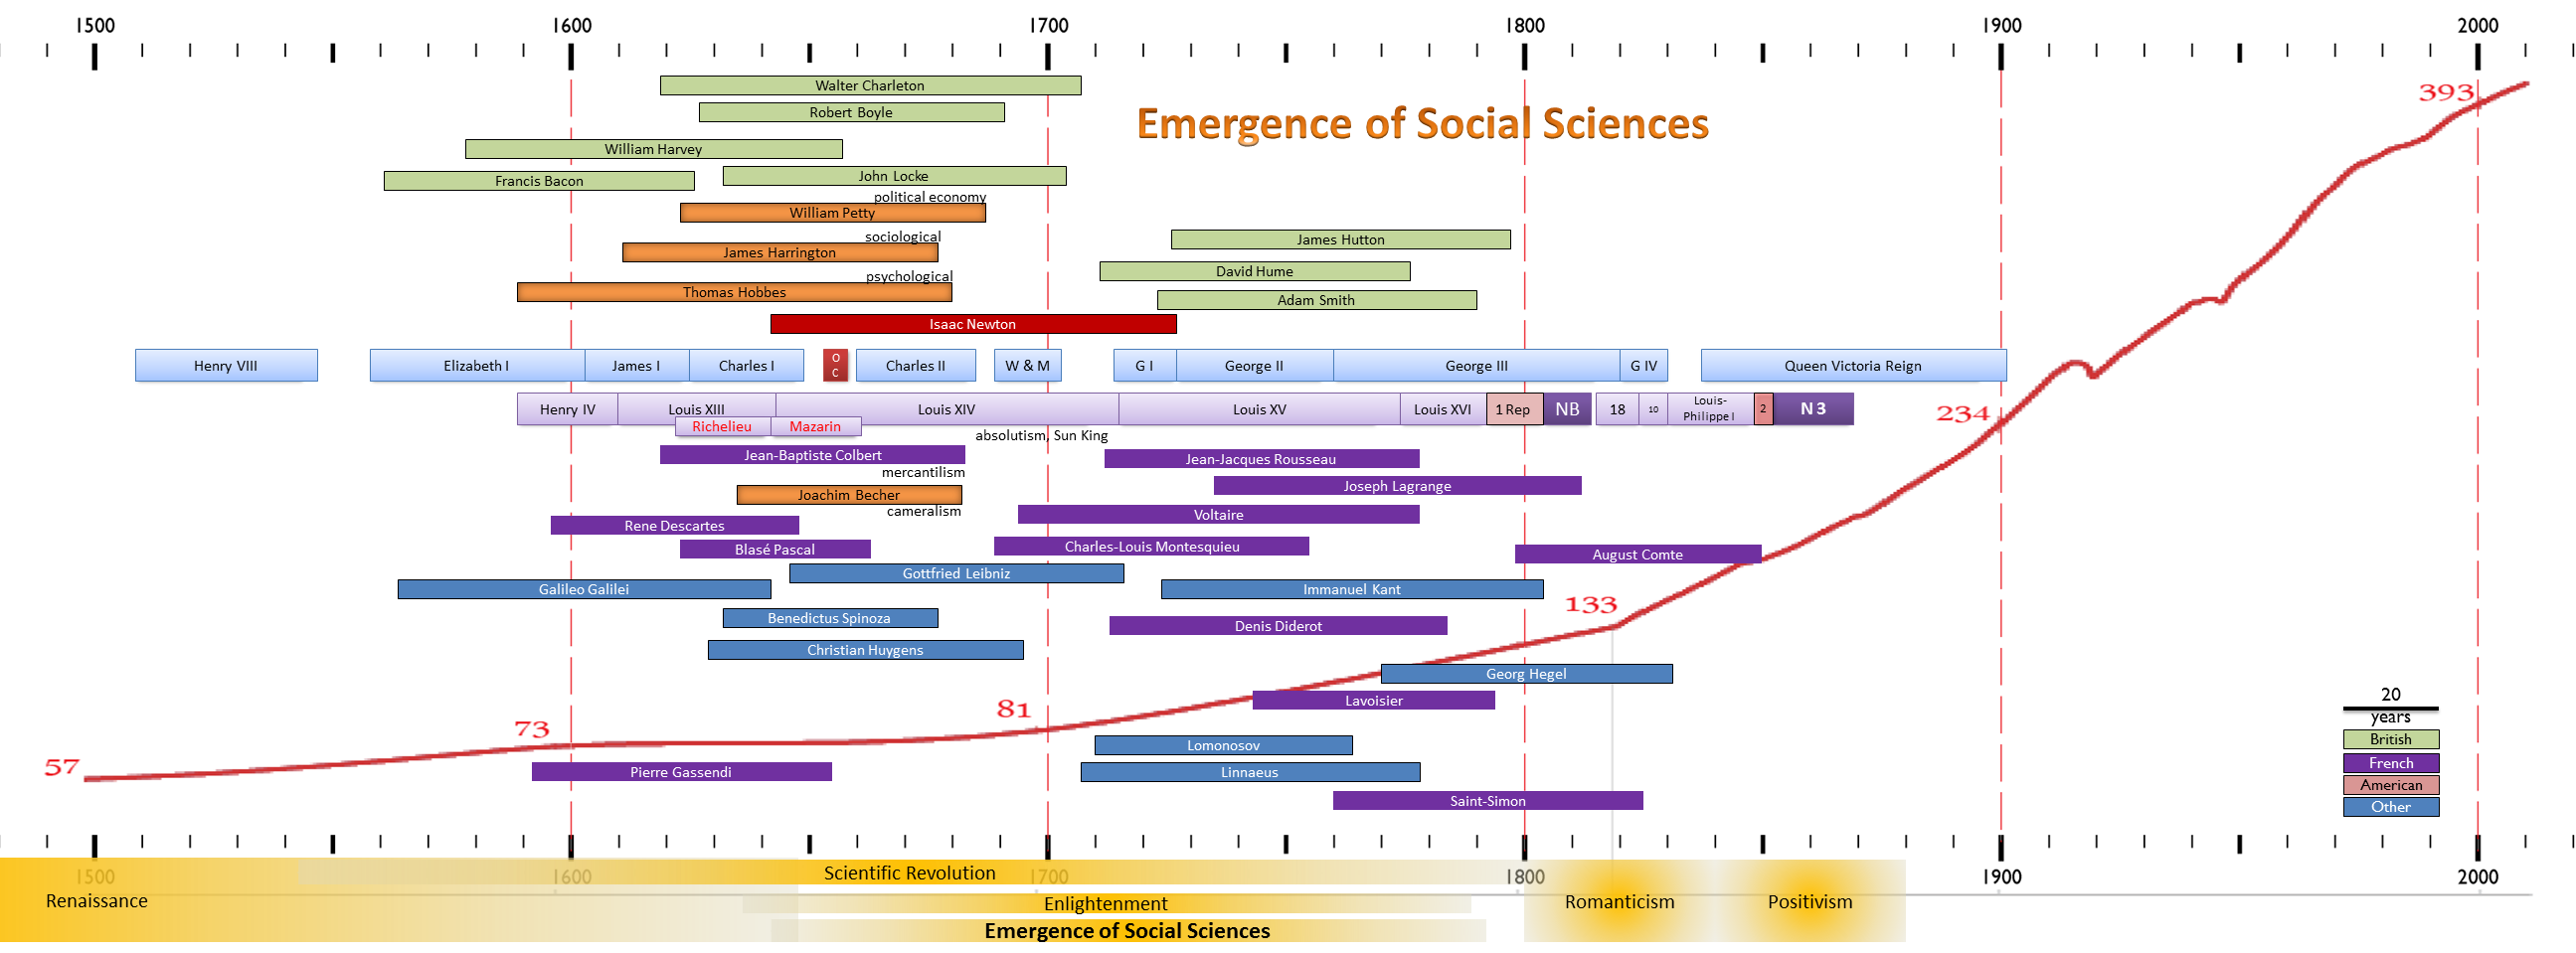 1500 1600 1700 1800 1900 2000
Walter Charleton
393
Robert Boyle
Emergence of Social Sciences
William Harvey
John Locke
Francis Bacon
political economy
William Petty
sociological
James Hutton
James Harrington
David Hume
psychological
Thomas Hobbes
Adam Smith
Isaac Newton
Henry VIII Elizabeth I James I Charles I O C Charles II W & M G I George II George III G IV Queen Victoria Reign
Henry IV Louis XIII Louis XIV Louis XV Louis XVI 1 Rep NB 18 10 Louis-Philippe I 2 N 3
234
Richelieu Mazarin
absolutism, Sun King
Jean-Baptiste Colbert
Jean-Jacques Rousseau
mercantilism
Joseph Lagrange
Joachim Becher
cameralism
Voltaire
Rene Descartes
Charles-Louis Montesquieu
Blasé Pascal
August Comte
Gottfried Leibniz
Galileo Galilei
Immanuel Kant
133
Benedictus Spinoza
Denis Diderot
Christian Huygens
Georg Hegel
Lavoisier
20
years
81
73
Lomonosov
British
57
Pierre Gassendi
Linnaeus
French
American
Saint-Simon
Other
Scientific Revolution
1500 1600 1700 1800 1900 2000
Renaissance
Enlightenment
Romanticism
Positivism
Emergence of Social Sciences